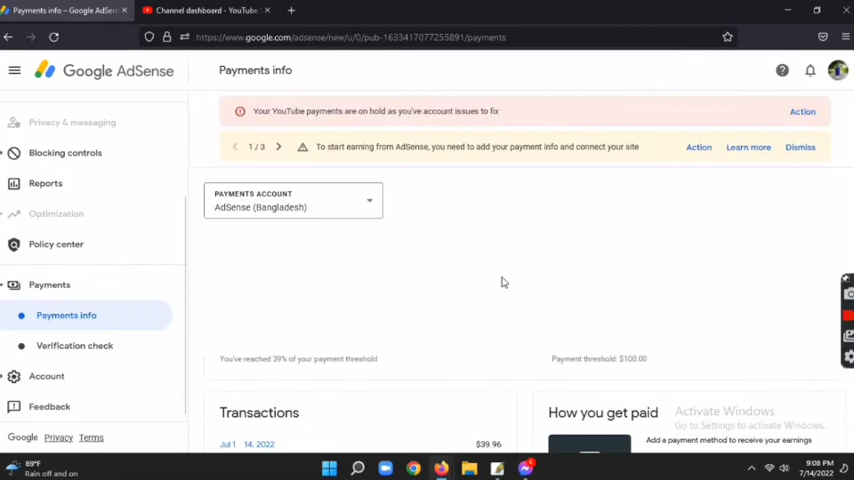 Payments info – Google AdSen
Channel dashboard - YouTube
https://www.google.com/adsense/new/u/0/pub-1633417077255891/payments
Google AdSense
Payments info
Your YouTube payments are on hold as you've account issues to fix
Action
1 / 3
To start earning from AdSense, you need to add your payment info and connect your site
Action
Learn more
Dismiss
Privacy & messaging
Blocking controls
Reports
Optimization
Policy center
Payments
Payments info
Verification check
Account
Feedback
Google Privacy Terms
PAYMENTS ACCOUNT
AdSense (Bangladesh)
You've reached 39% of your payment threshold
Payment threshold: $100.00
Transactions
Jul 1 14, 2022
$39.96
How you get paid
Add a payment method to receive your earnings
Activate Windows
Go to Settings to activate Windows.
89°F
Rain off and on
9:08 PM
7/14/2022